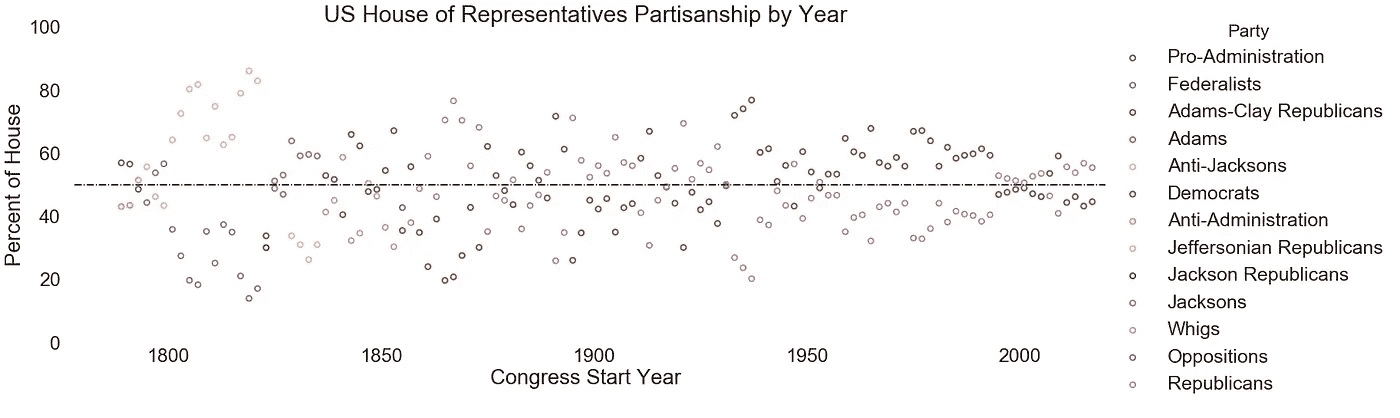 US House of Representatives Partisanship by Year
100
80
60
40
20
0
Percent of House
1800 1850 1900 1950 2000
Congress Start Year
Party
Pro-Administration
Federalists
Adams-Clay Republicans
Adams
Anti-Jacksons
Democrats
Anti-Administration
Jeffersonian Republicans
Jackson Republicans
Jacksons
Whigs
Oppositions
Republicans